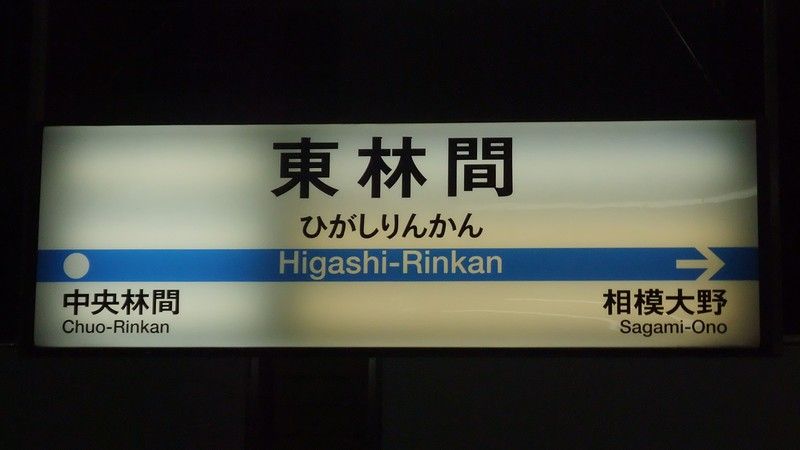 東林間
ひがしりんかん
Higashi-Rinkan
中央林間
Chuo-Rinkan
相模大野
Sagami-Ono